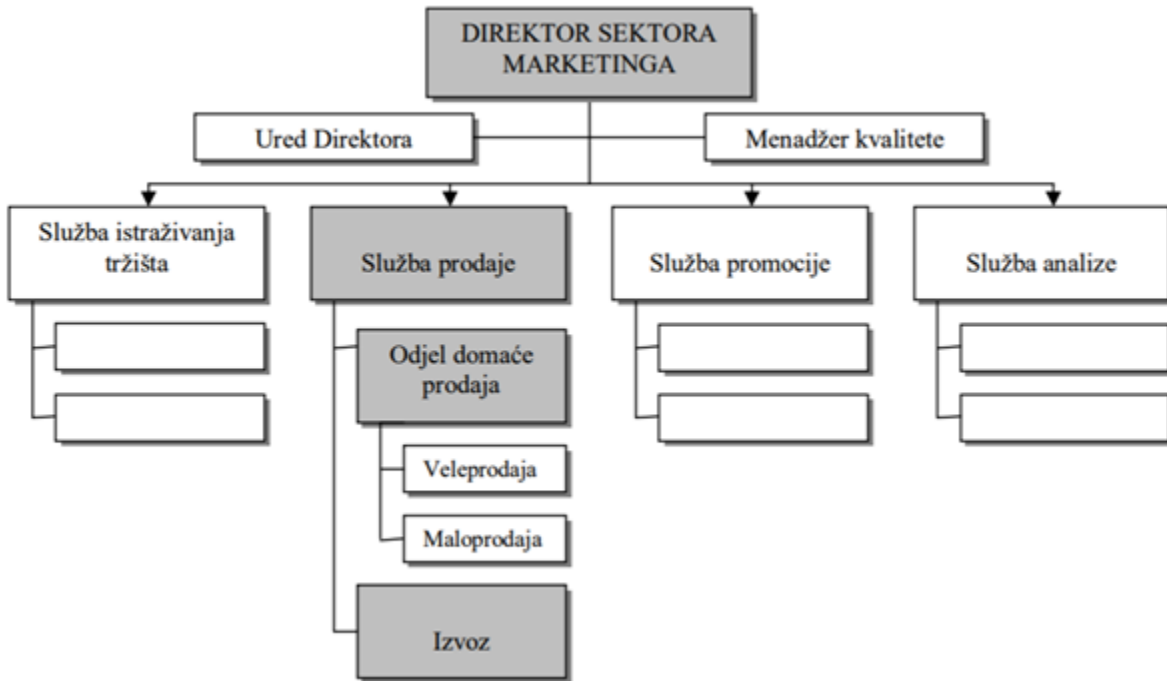 DIREKTOR SEKTORA
MARKETINGA
Ured Direktora
Menadžer kvalitete
Služba istraživanja
tržišta
Služba prodaje
Služba promocije
Služba analize
Odjel domaće
prodaja
Veleprodaja
Maloprodaja
Izvoz